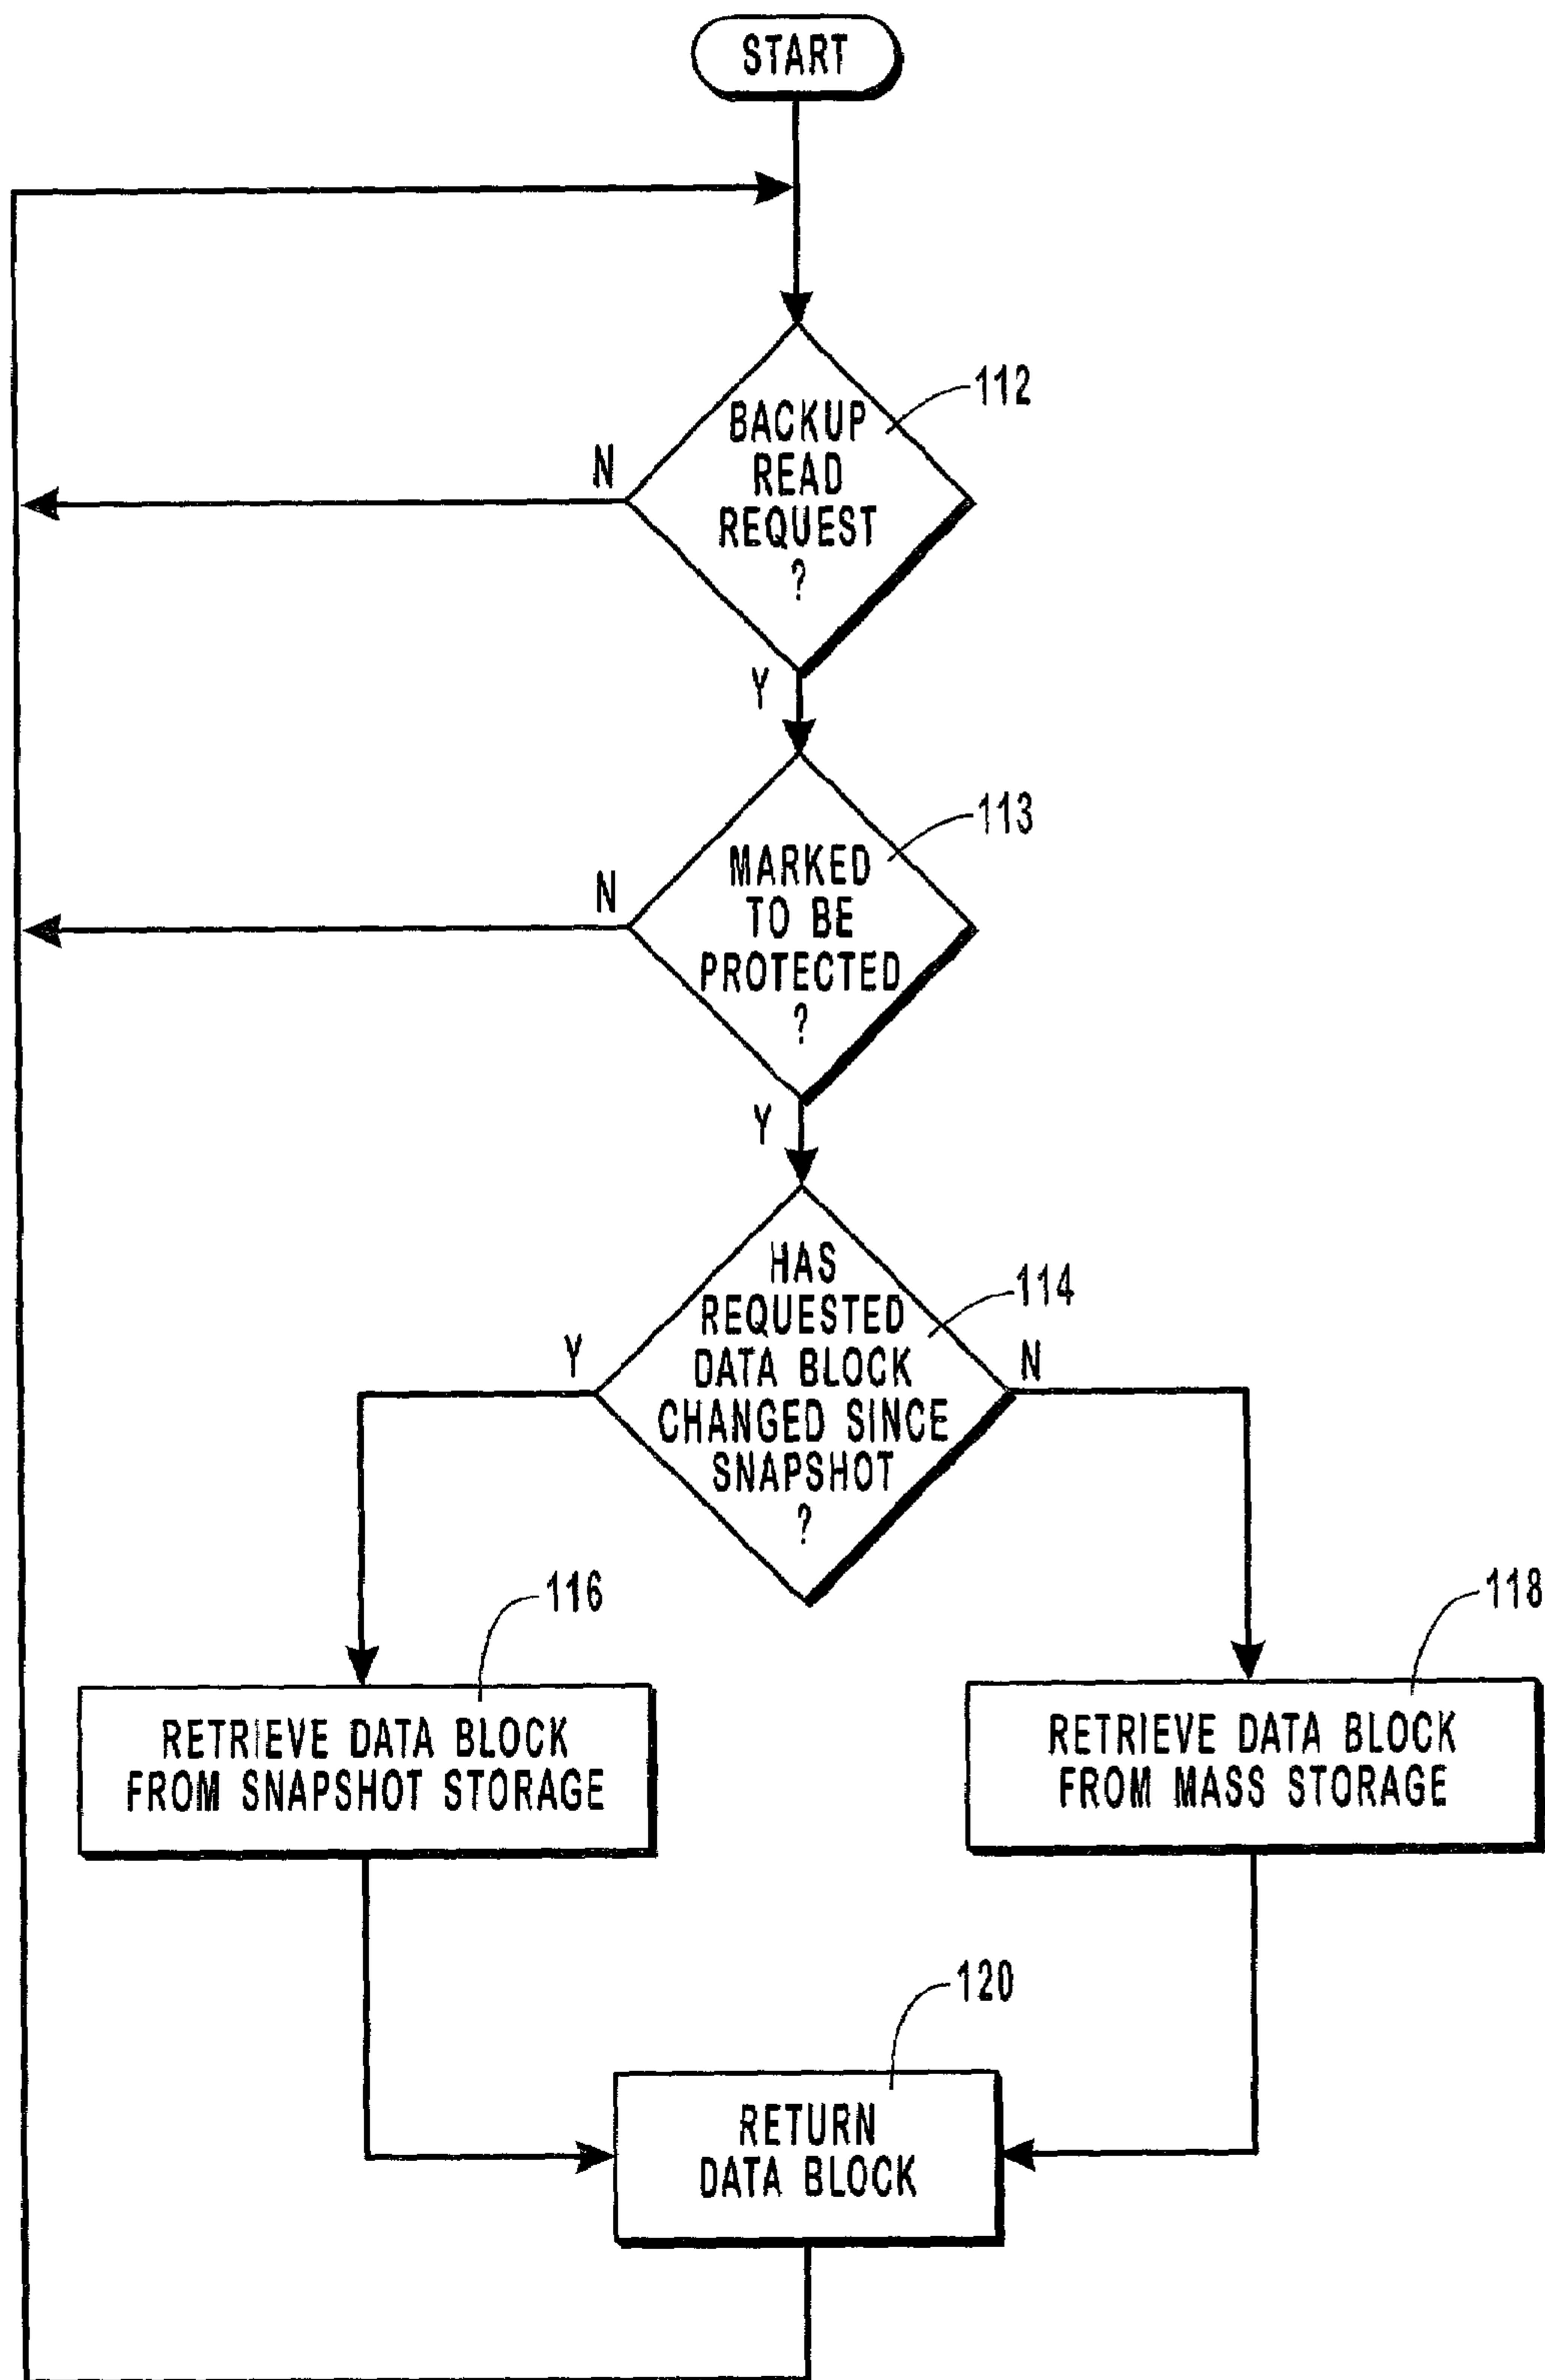 START
112
BACKUP
READ
REQUEST
?
N
Y
113
MARKED
TO BE
PROTECTED
?
N
Y
114
HAS
REQUESTED
DATA BLOCK
CHANGED SINCE
SNAPSHOT
?
Y
N
116
RETRIEVE DATA BLOCK
FROM SNAPSHOT STORAGE
118
RETRIEVE DATA BLOCK
FROM MASS STORAGE
120
RETURN
DATA BLOCK